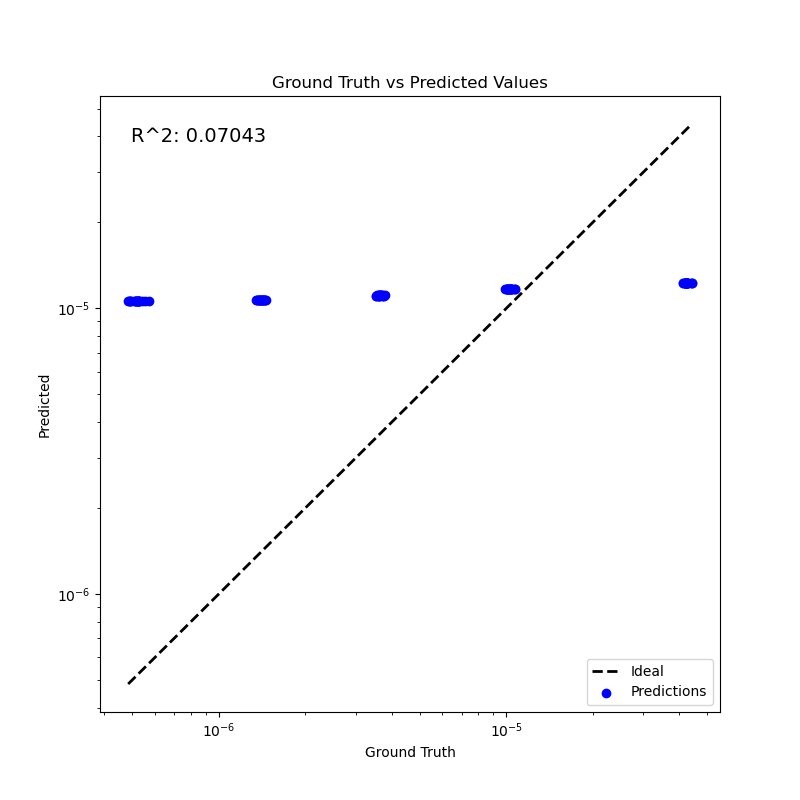 Ground Truth vs Predicted Values
R^2: 0.07043
Predicted
10⁻⁵
10⁻⁶
10⁻⁶
10⁻⁵
Ground Truth
Ideal
Predictions